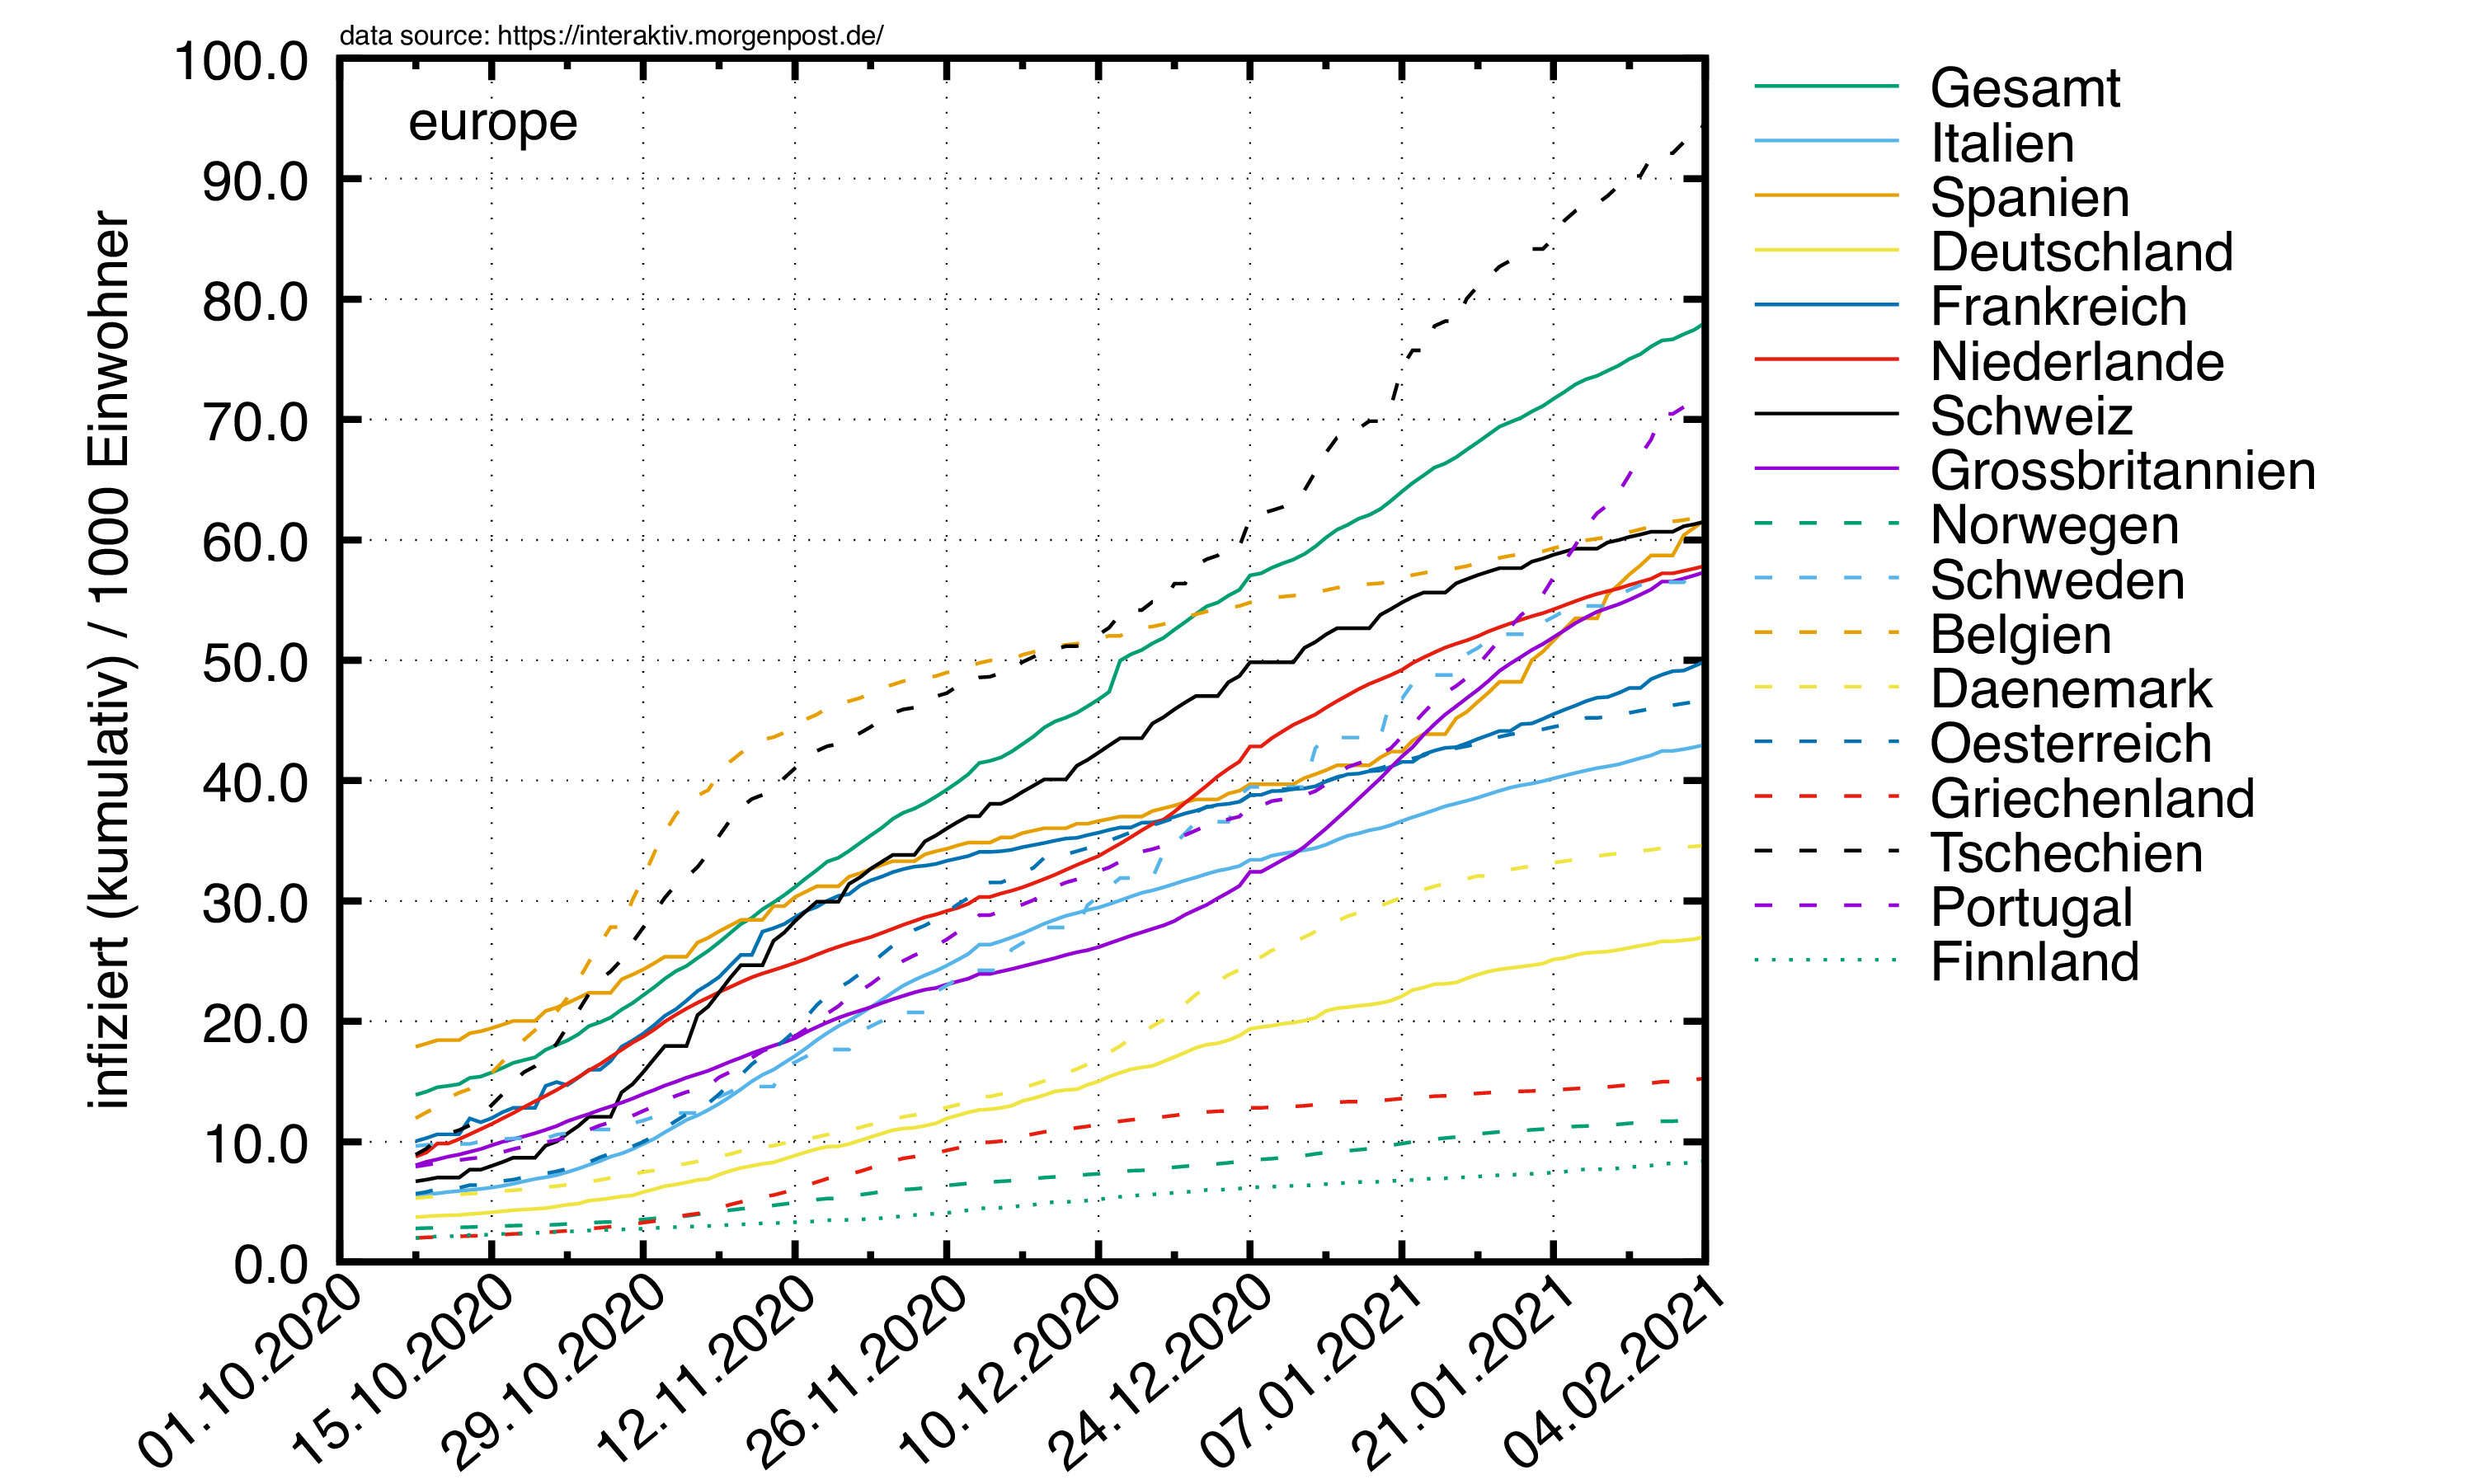 data source: https://interaktiv.morgenpost.de/
europe
infiziert (kumulativ) / 1000 Einwohner
100.0
90.0
80.0
70.0
60.0
50.0
40.0
30.0
20.0
10.0
0.0
01.10.2020
15.10.2020
29.10.2020
12.11.2020
26.11.2020
10.12.2020
24.12.2020
07.01.2021
21.01.2021
04.02.2021
Gesamt
Italien
Spanien
Deutschland
Frankreich
Niederlande
Schweiz
Grossbritannien
Norwegen
Schweden
Belgien
Daenemark
Oesterreich
Griechenland
Tschechien
Portugal
Finnland